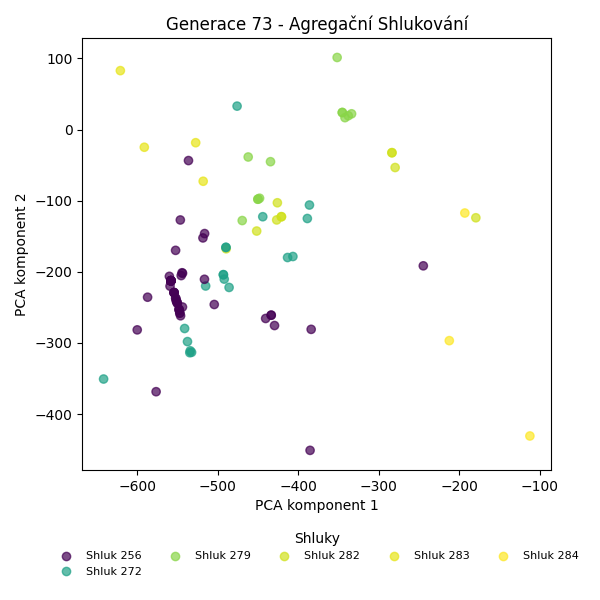 Generace 73 - Agregační Shlukování
PCA komponent 2
100
0
−100
−200
−300
−400
−600
−500
−400
−300
−200
−100
PCA komponent 1
Shluky
Shluk 256
Shluk 279
Shluk 282
Shluk 283
Shluk 284
Shluk 272